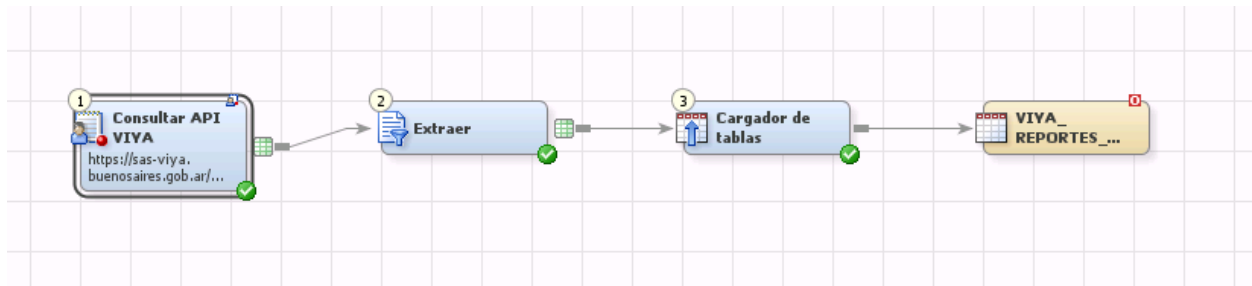 1
Consultar API
VIYA
https://sas-viya.
buenosaires.gob.ar/...
2
Extraer
3
Cargador de
tablas
VIYA_
REPORTES_...